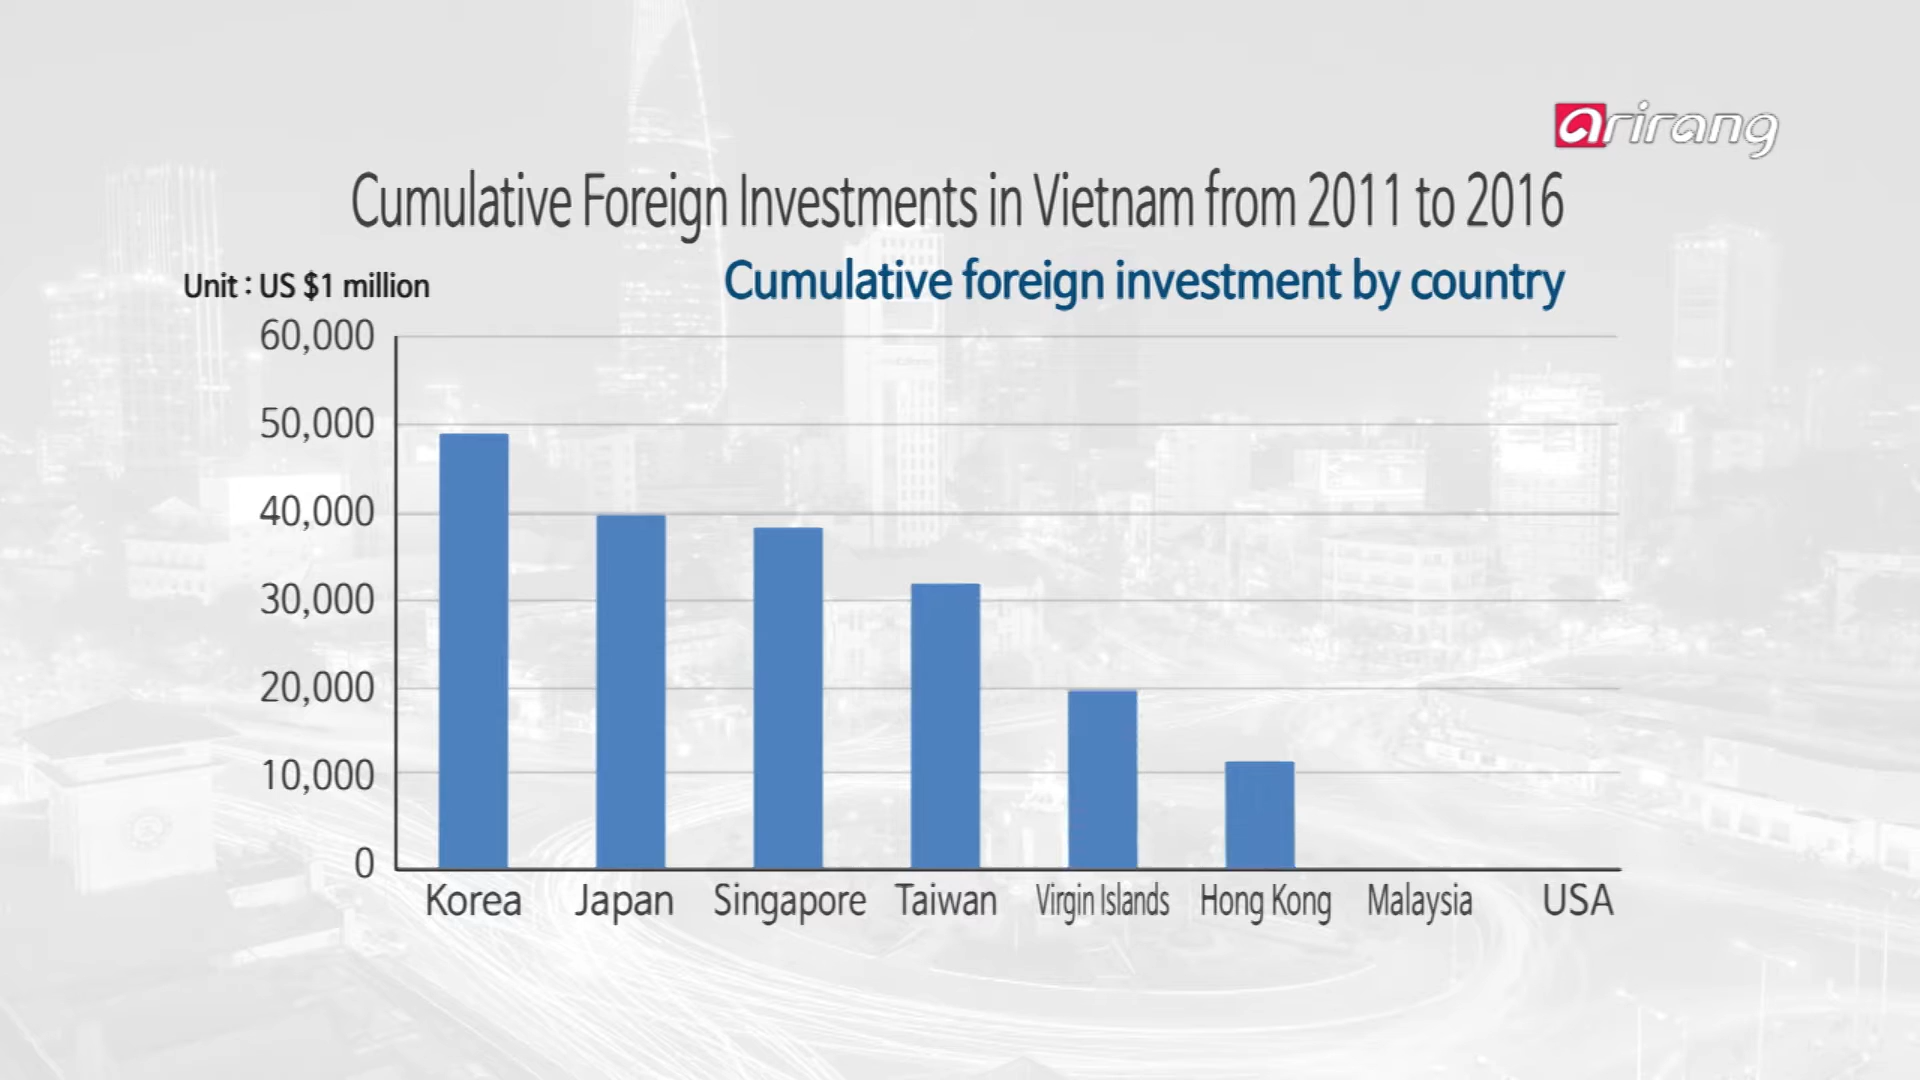 arirang
Cumulative Foreign Investments in Vietnam from 2011 to 2016
Unit : US $1 million
Cumulative foreign investment by country
60,000
50,000
40,000
30,000
20,000
10,000
0
Korea Japan Singapore Taiwan Virgin Islands Hong Kong Malaysia USA